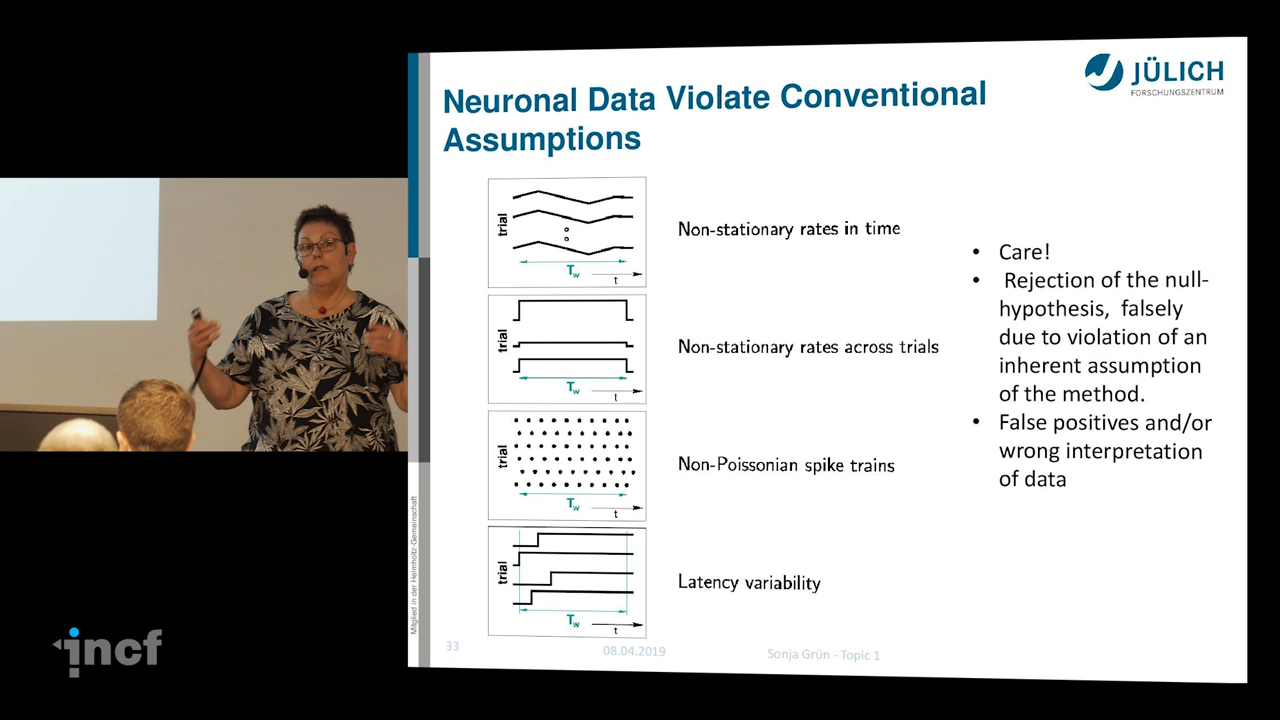 JÜLICH
FORSCHUNGSZENTRUM
Neuronal Data Violate Conventional
Assumptions
trial
Tw
t
Non-stationary rates in time
trial
Tw
t
Non-stationary rates across trials
trial
Tw
t
Non-Poissonian spike trains
trial
Tw
t
Latency variability
• Care!
• Rejection of the null-
hypothesis, falsely
due to violation of an
inherent assumption
of the method.
• False positives and/or
wrong interpretation
of data
Mitglied in der Helmholtz-Gemeinschaft
33
08.04.2019
Sonja Grün - Topic 1
incf